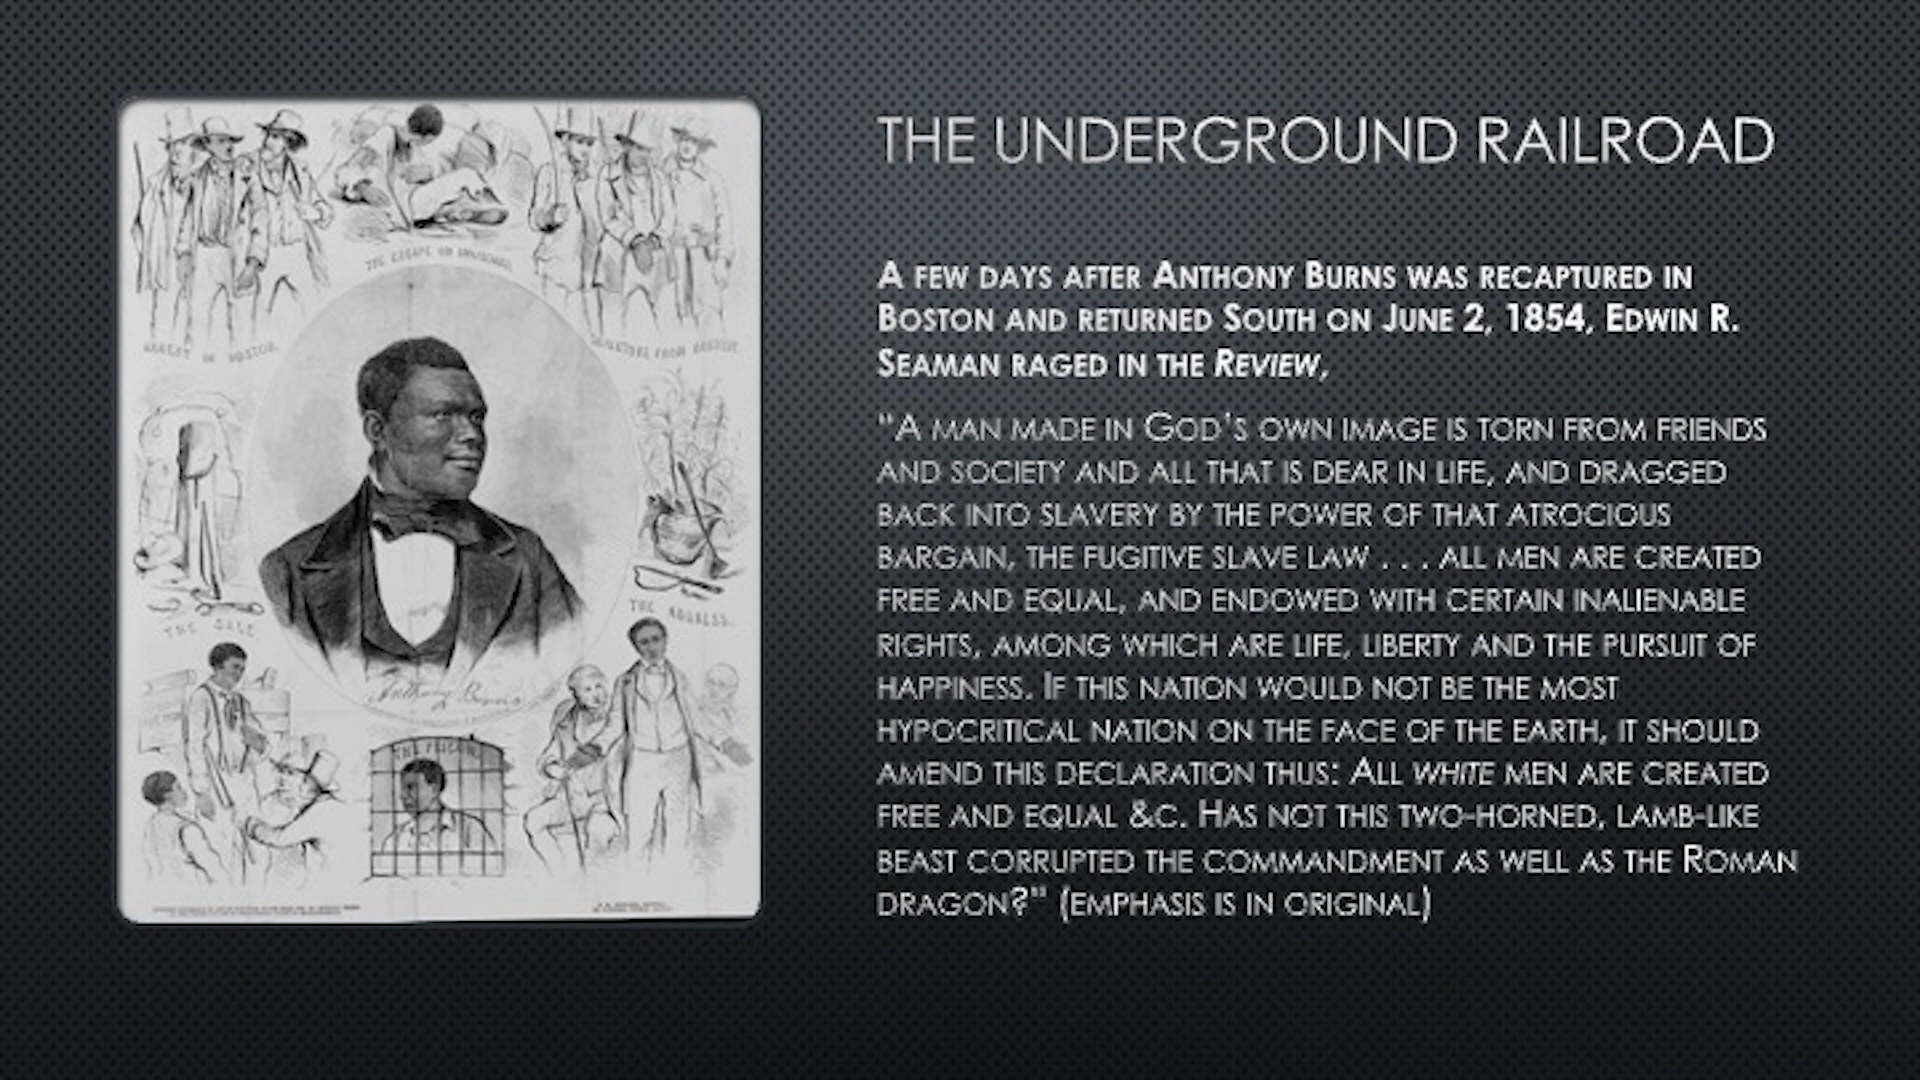 THE UNDERGROUND RAILROAD
A FEW DAYS AFTER ANTHONY BURNS WAS RECAPTURED IN
BOSTON AND RETURNED SOUTH ON JUNE 2, 1854, EDWIN R.
SEAMAN RAGED IN THE REVIEW,
“A MAN MADE IN GOD’S OWN IMAGE IS TORN FROM FRIENDS
AND SOCIETY AND ALL THAT IS DEAR IN LIFE, AND DRAGGED
BACK INTO SLAVERY BY THE POWER OF THAT ATROCIOUS
BARGAIN, THE FUGITIVE SLAVE LAW . . . ALL MEN ARE CREATED
FREE AND EQUAL, AND ENDOWED WITH CERTAIN INALIENABLE
RIGHTS, AMONG WHICH ARE LIFE, LIBERTY AND THE PURSUIT OF
HAPPINESS. IF THIS NATION WOULD NOT BE THE MOST
HYPOCRITICAL NATION ON THE FACE OF THE EARTH, IT SHOULD
AMEND THIS DECLARATION THUS: ALL WHITE MEN ARE CREATED
FREE AND EQUAL &C. HAS NOT THIS TWO-HORNED, LAMB-LIKE
BEAST CORRUPTED THE COMMANDMENT AS WELL AS THE ROMAN
DRAGON?" (EMPHASIS IS IN ORIGINAL)
THE ESCAPE ON
ARREST IN BOSTON.
DEPARTURE FROM BOSTON.
THE SALE
THE ADDRESS.
Anthony Burns